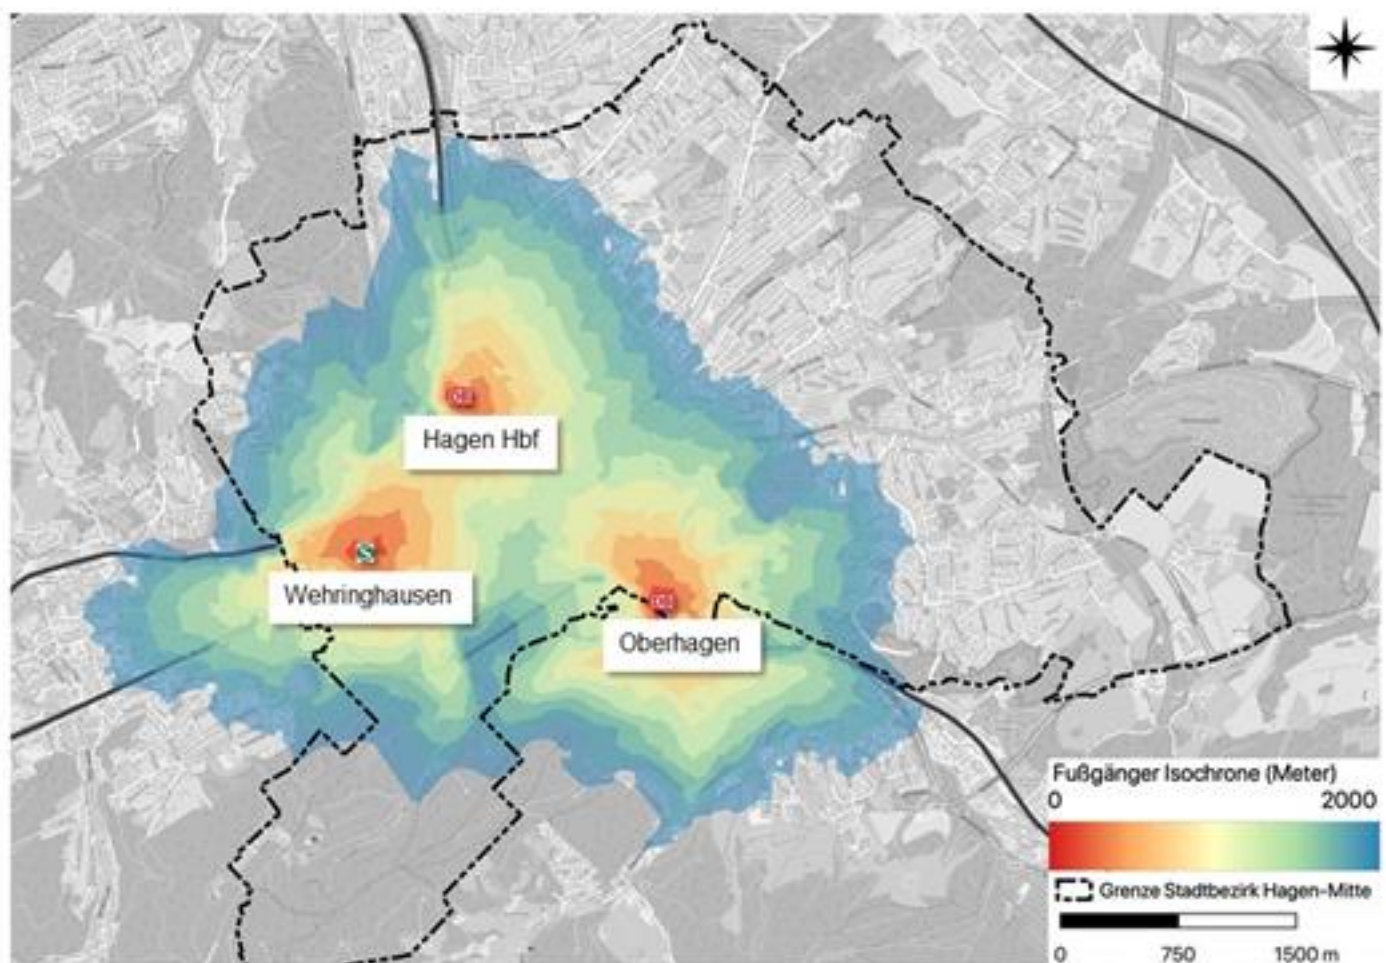 Hagen Hbf
S
Wehringhausen
Oberhagen
Fußgänger Isochrone (Meter)
0 2000
Grenze Stadtbezirk Hagen-Mitte
0 750 1500 m